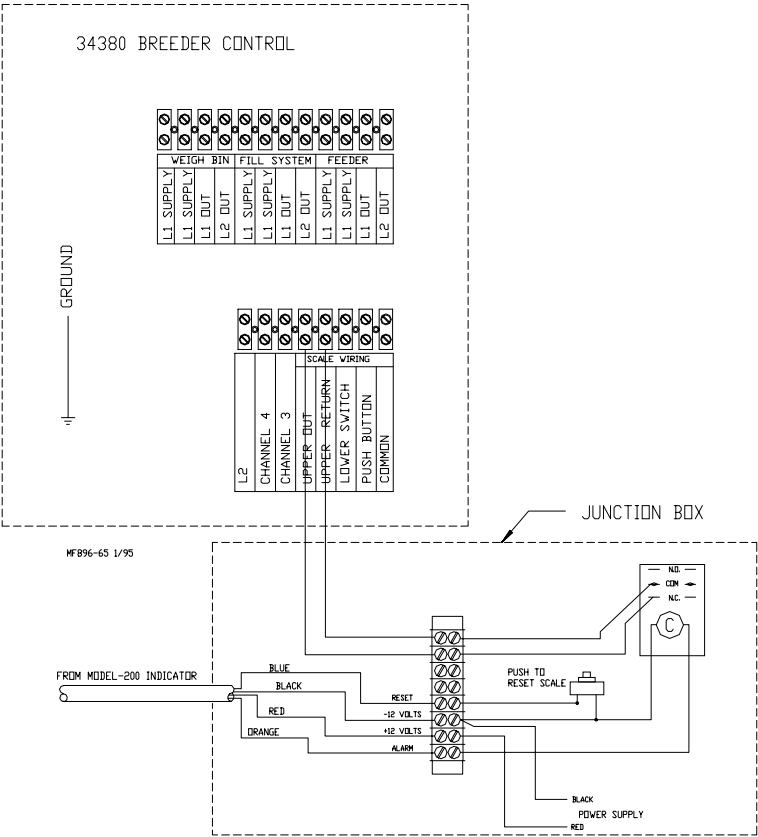 34380 BREEDER CONTROL
WEIGH BIN FILL SYSTEM FEEDER
L1 SUPPLY
L1 SUPPLY
L1 OUT
L2 OUT
L1 SUPPLY
L1 SUPPLY
L1 OUT
L2 OUT
L1 SUPPLY
L1 SUPPLY
L1 OUT
L2 OUT
GROUND
SCALE WIRING
L2
CHANNEL 4
CHANNEL 3
UPPER OUT
UPPER RETURN
LOWER SWITCH
PUSH BUTTON
COMMON
JUNCTION BOX
MF896-65 1/95
N.O.
COM
N.C.
C
FROM MODEL-200 INDICATOR
BLUE
BLACK
RED
ORANGE
RESET
-12 VOLTS
+12 VOLTS
ALARM
PUSH TO
RESET SCALE
BLACK
POWER SUPPLY
RED